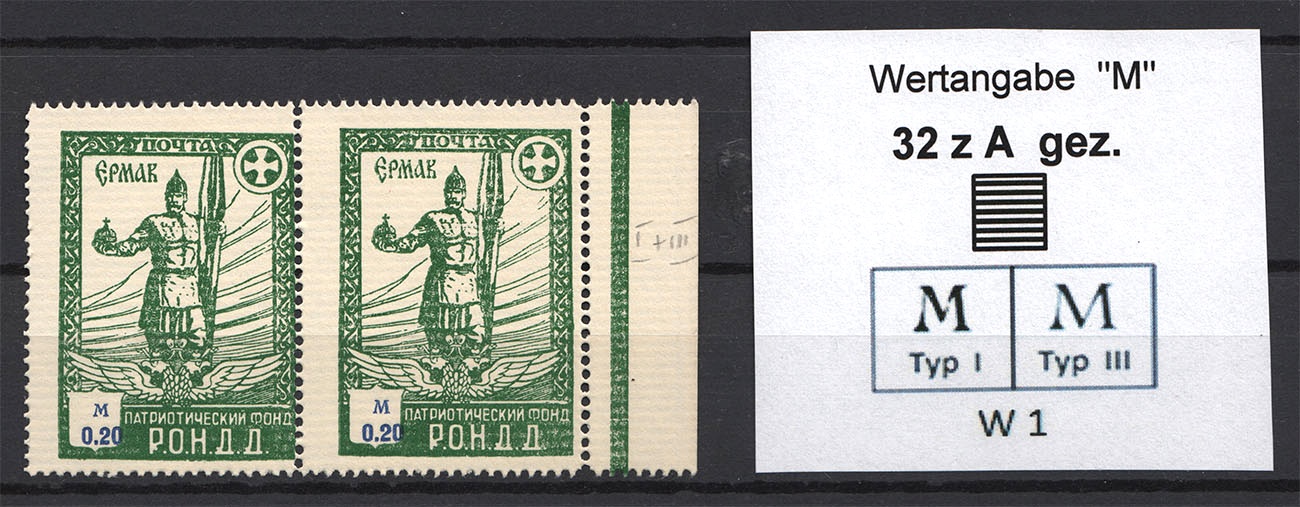 ПОЧТА
ЕРМАК
М
0.20
ПАТРИОТИЧЕСКИЙ ФОНД
Р.О.Н.Д.Д.
ПОЧТА
ЕРМАК
М
0.20
ПАТРИОТИЧЕСКИЙ ФОНД
Р.О.Н.Д.Д.
I + III
Wertangabe "M"
32 z A gez.
M M
Typ I Typ III
W 1